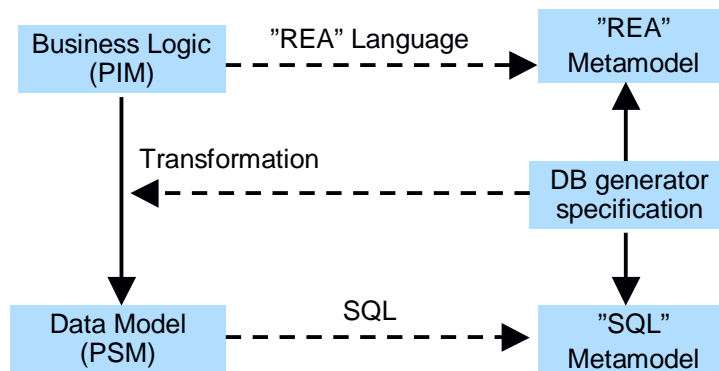 Business Logic
(PIM)
”REA” Language
”REA”
Metamodel
Transformation
DB generator
specification
Data Model
(PSM)
SQL
”SQL”
Metamodel